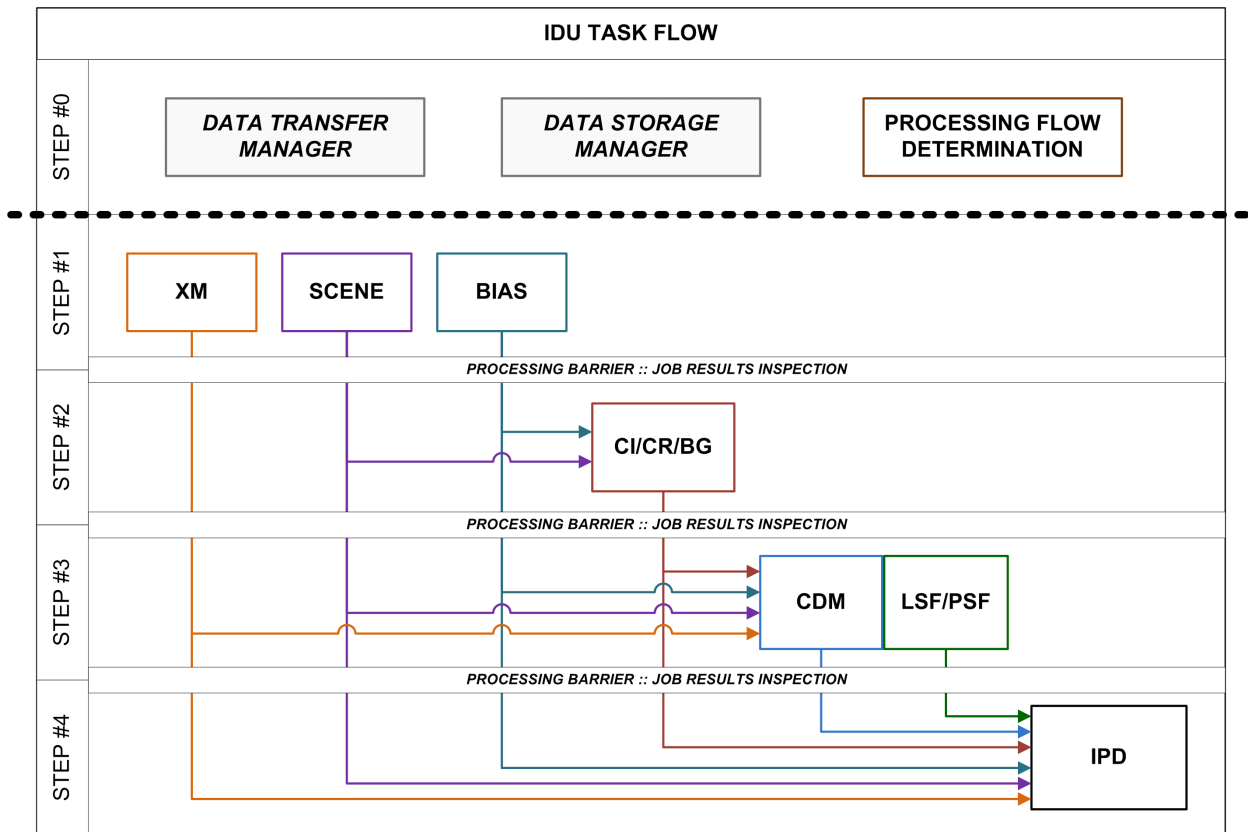 IDU TASK FLOW
STEP #0
DATA TRANSFER
MANAGER
DATA STORAGE
MANAGER
PROCESSING FLOW
DETERMINATION
STEP #1
XM
SCENE
BIAS
PROCESSING BARRIER :: JOB RESULTS INSPECTION
STEP #2
CI/CR/BG
PROCESSING BARRIER :: JOB RESULTS INSPECTION
STEP #3
CDM
LSF/PSF
PROCESSING BARRIER :: JOB RESULTS INSPECTION
STEP #4
IPD